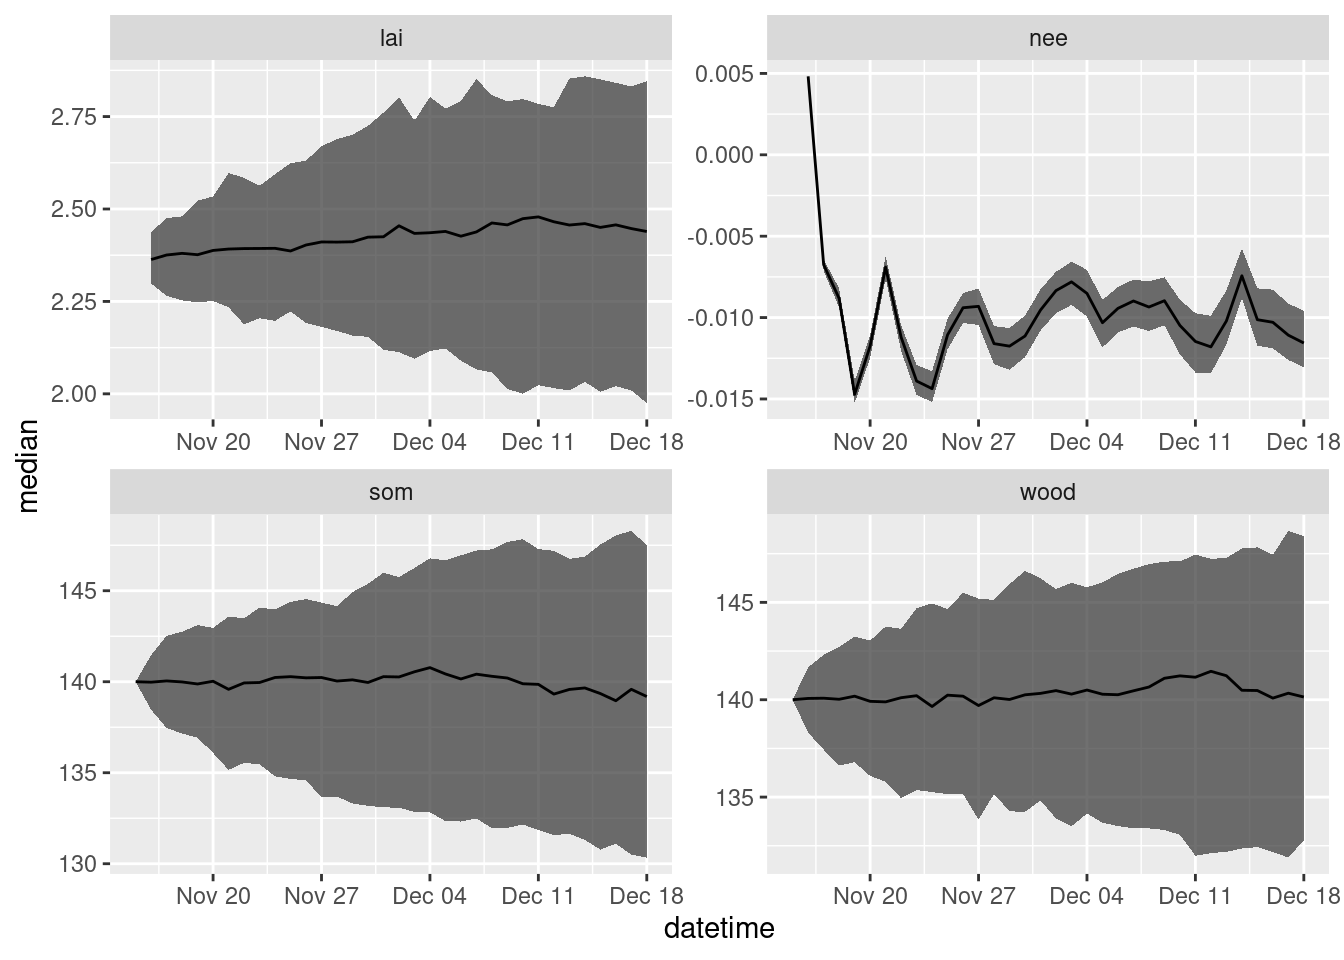 lai
nee
2.75
2.50
2.25
2.00
0.005
0.000
-0.005
-0.010
-0.015
Nov 20 Nov 27 Dec 04 Dec 11 Dec 18
Nov 20 Nov 27 Dec 04 Dec 11 Dec 18
median
som
wood
145
140
135
130
145
140
135
Nov 20 Nov 27 Dec 04 Dec 11 Dec 18
Nov 20 Nov 27 Dec 04 Dec 11 Dec 18
datetime